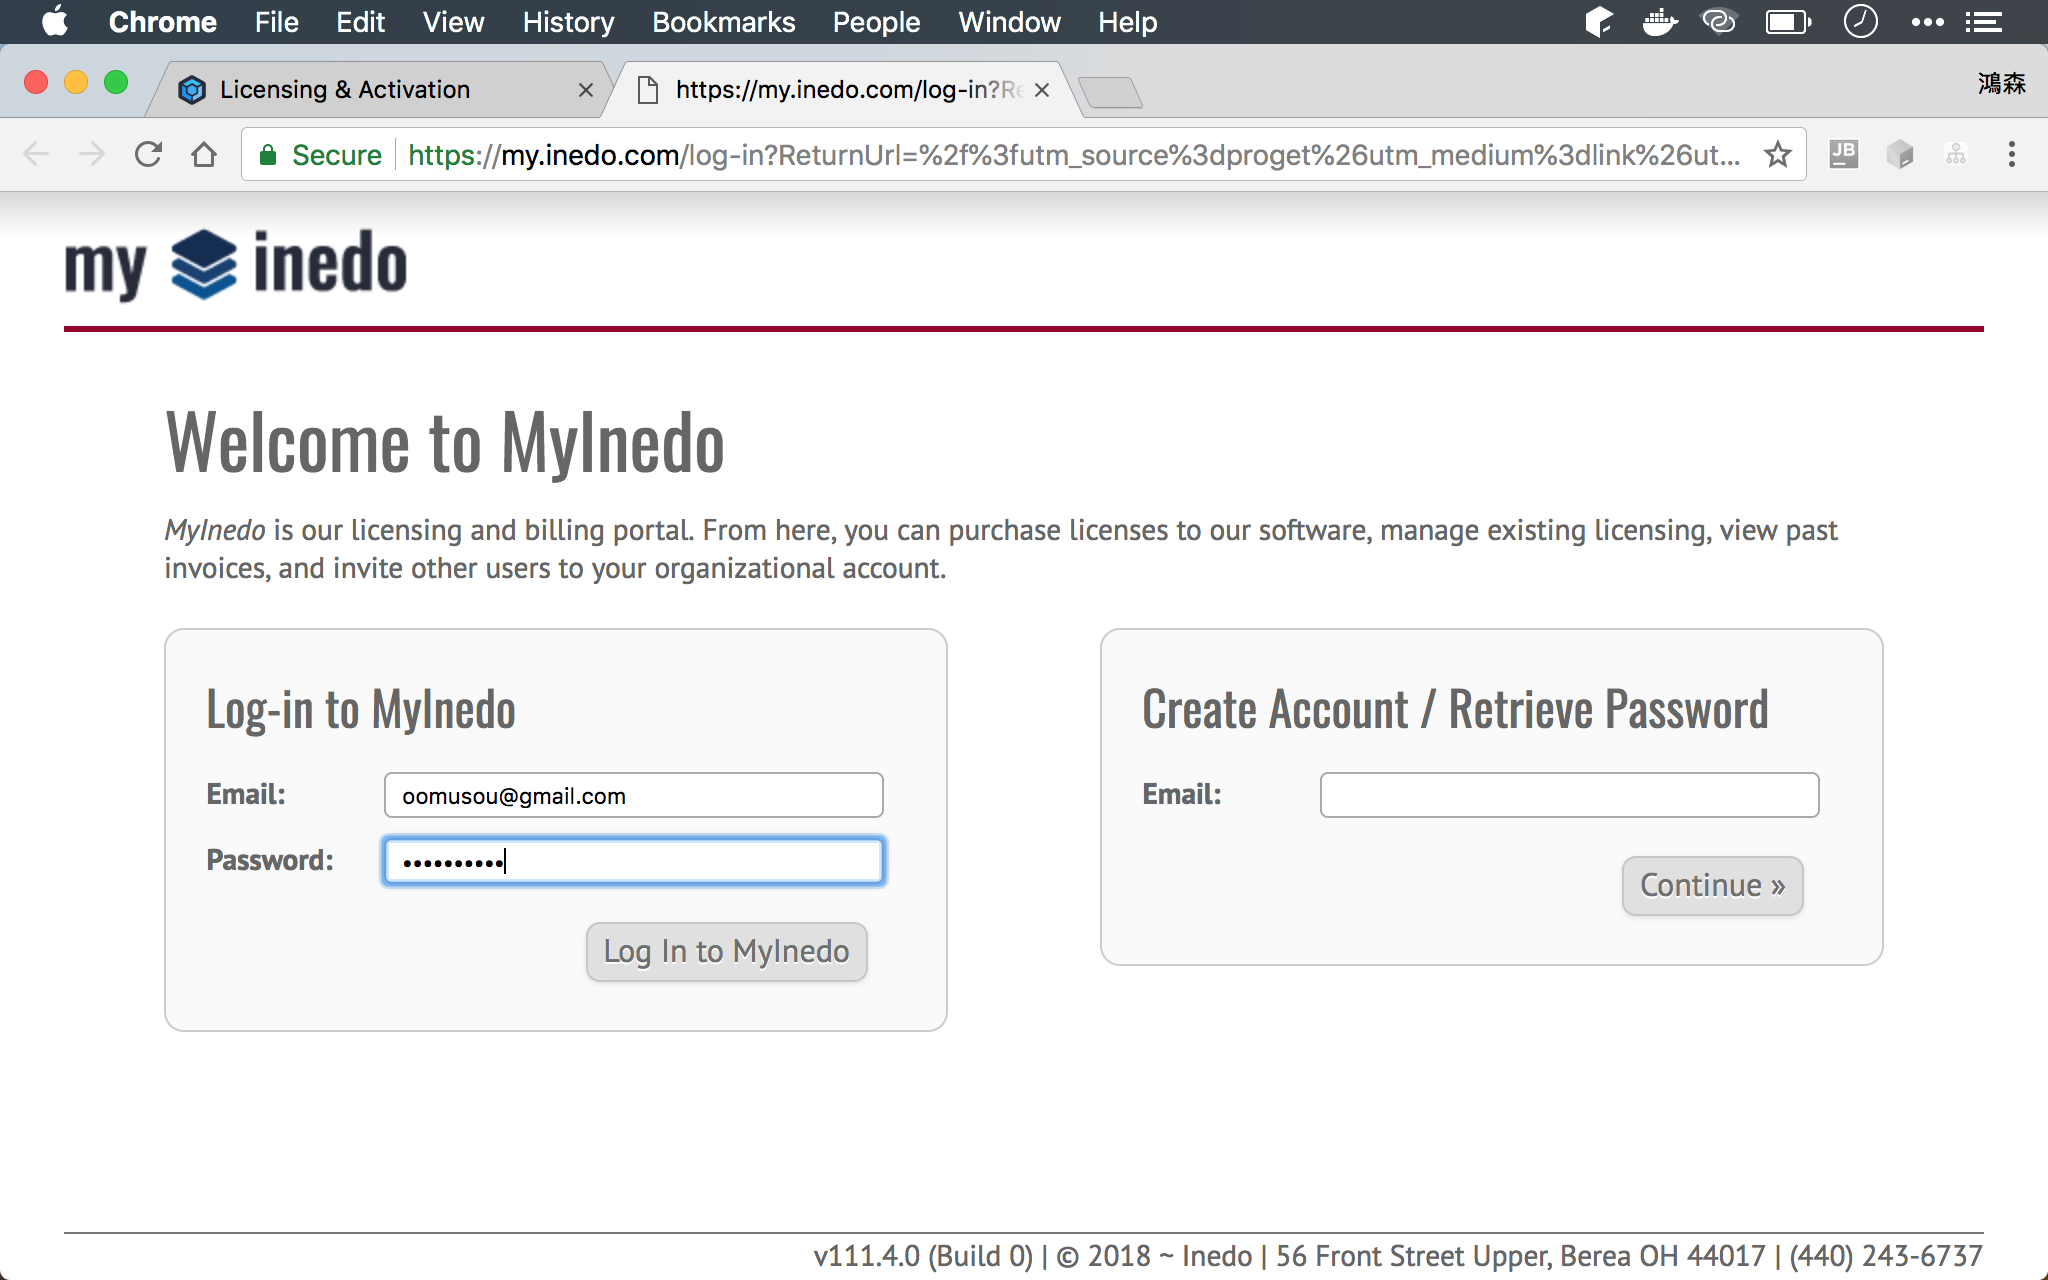 Chrome File Edit View History Bookmarks People Window Help
Licensing & Activation
https://my.inedo.com/log-in?Re
鴻森
Secure https://my.inedo.com/log-in?ReturnUrl=%2f%3futm_source%3dproget%26utm_medium%3dlink%26ut...
JB
my inedo
Welcome to MyInedo
MyInedo is our licensing and billing portal. From here, you can purchase licenses to our software, manage existing licensing, view past
invoices, and invite other users to your organizational account.
Log-in to MyInedo
Email: oomusou@gmail.com
Password: ••••••••••
Log In to MyInedo
Create Account / Retrieve Password
Email:
Continue »
v111.4.0 (Build 0) | © 2018 ~ Inedo | 56 Front Street Upper, Berea OH 44017 | (440) 243-6737